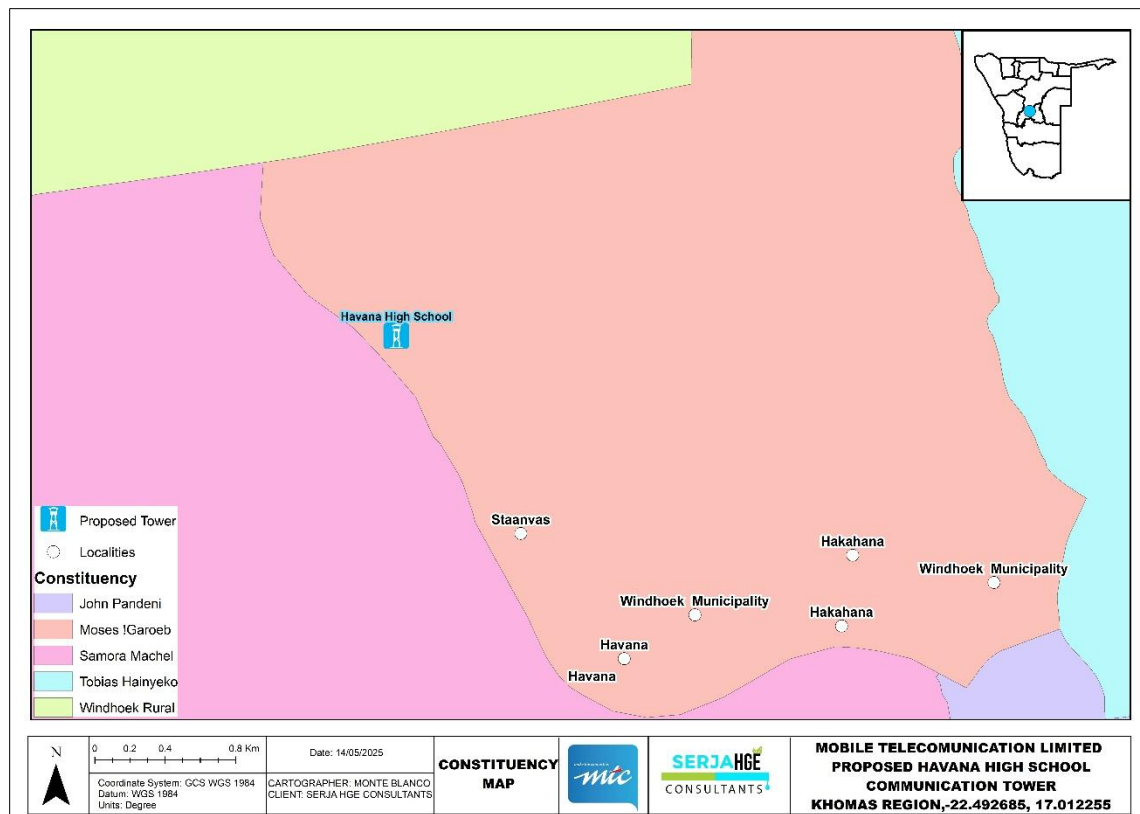 Havana High School
Staanvas
Hakahana
Windhoek Municipality
Windhoek Municipality
Hakahana
Havana
Havana
Proposed Tower
Localities
Constituency
John Pandeni
Moses !Garoeb
Samora Machel
Tobias Hainyeko
Windhoek Rural
N
0 0.2 0.4 0.8 Km
Coordinate System: GCS WGS 1984
Datum: WGS 1984
Units: Degree
Date: 14/05/2025
CARTOGRAPHER: MONTE BLANCO
CLIENT: SERJA HGE CONSULTANTS
CONSTITUENCY
MAP
mtc
SERJA HGE
CONSULTANTS
MOBILE TELECOMUNICATION LIMITED
PROPOSED HAVANA HIGH SCHOOL
COMMUNICATION TOWER
KHOMAS REGION,-22.492685, 17.012255